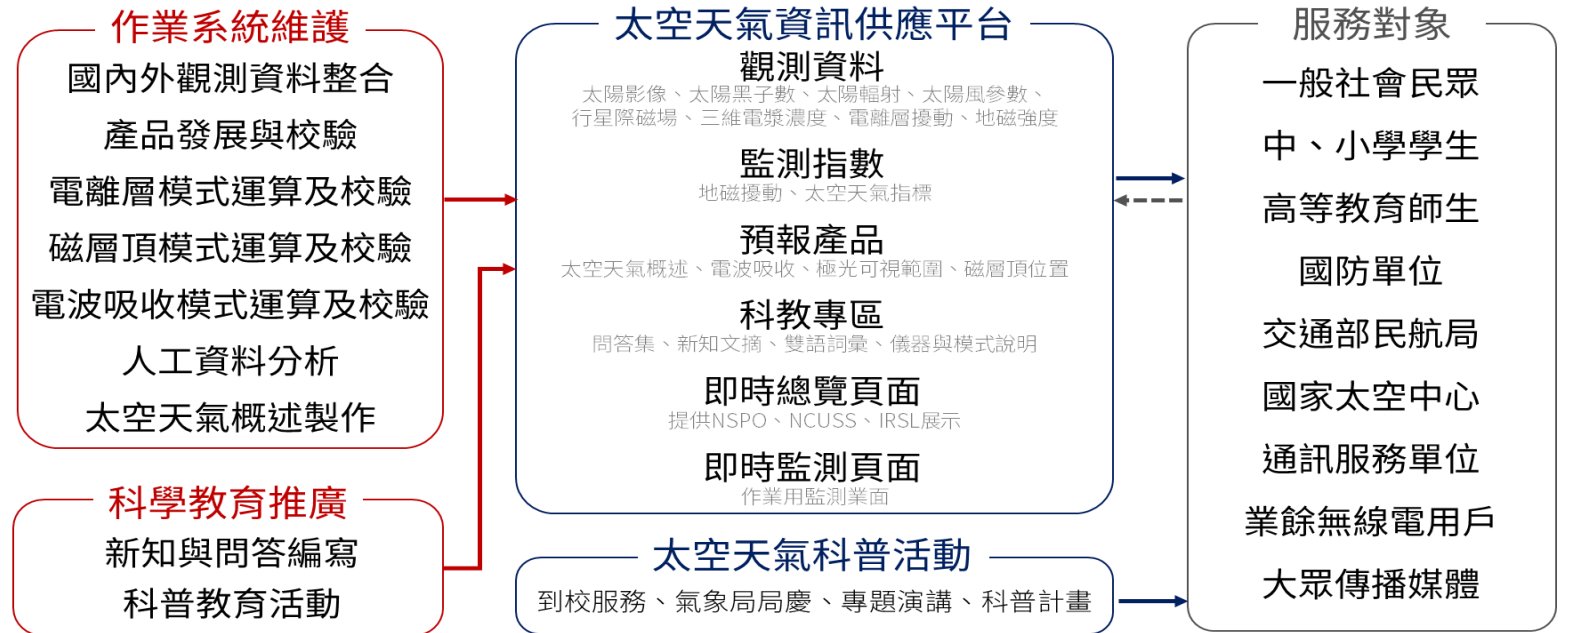 作業系統維護
國內外觀測資料整合
產品發展與校驗
電離層模式運算及校驗
磁層頂模式運算及校驗
電波吸收模式運算及校驗
人工資料分析
太空天氣概述製作
科學教育推廣
新知與問答編寫
科普教育活動
太空天氣資訊供應平台
觀測資料
太陽影像、太陽黑子數、太陽輻射、太陽風參數、
行星際磁場、三維電漿濃度、電離層擾動、地磁強度
監測指數
地磁擾動、太空天氣指標
預報產品
太空天氣概述、電波吸收、極光可視範圍、磁層頂位置
科教專區
問答集、新知文摘、雙語詞彙、儀器與模式說明
即時總覽頁面
提供NSPO、NCUSS、IRSL展示
即時監測頁面
作業用監測業面
太空天氣科普活動
到校服務、氣象局局慶、專題演講、科普計畫
服務對象
一般社會民眾
中、小學學生
高等教育師生
國防單位
交通部民航局
國家太空中心
通訊服務單位
業餘無線電用戶
大眾傳播媒體